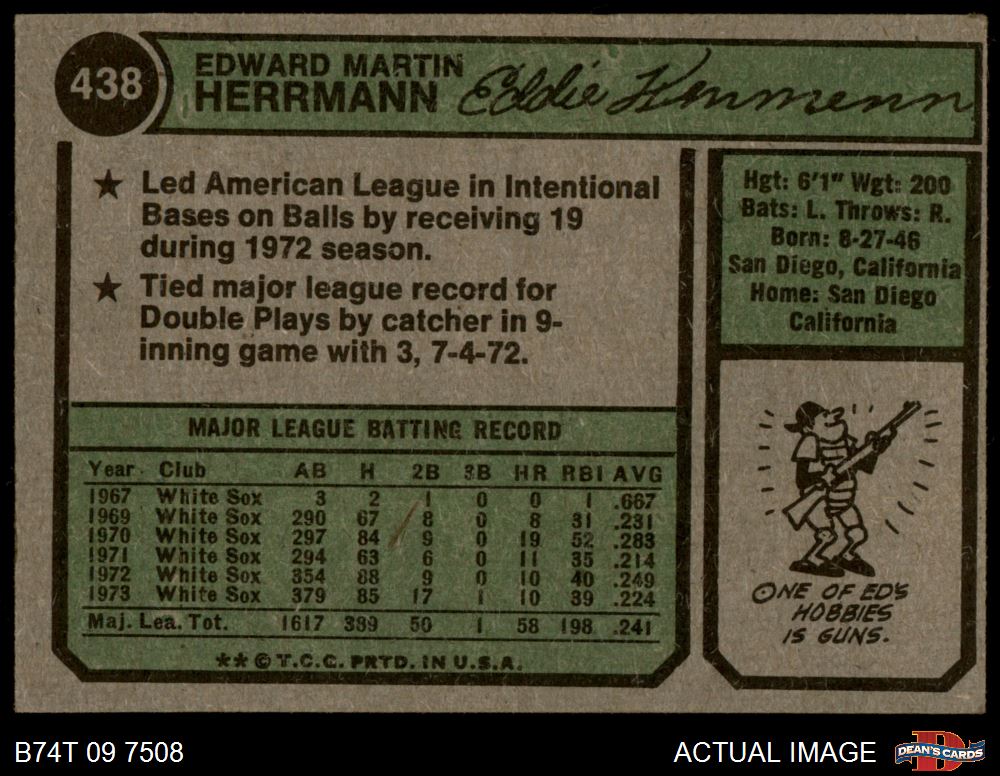 438
EDWARD MARTIN
HERRMANN
Eddie Herrmann
★ Led American League in Intentional
Bases on Balls by receiving 19
during 1972 season.
★ Tied major league record for
Double Plays by catcher in 9-
inning game with 3, 7-4-72.
Hgt: 6'1" Wgt: 200
Bats: L. Throws: R.
Born: 8-27-46
San Diego, California
Home: San Diego
California
MAJOR LEAGUE BATTING RECORD
Year Club AB H 2B 3B HR RBI AVG
1967 White Sox 3 2 1 0 0 1 .667
1969 White Sox 290 67 8 0 8 31 .231
1970 White Sox 297 84 9 0 19 52 .283
1971 White Sox 294 63 6 0 11 35 .214
1972 White Sox 354 88 9 0 10 40 .249
1973 White Sox 379 85 17 1 10 39 .224
Maj. Lea. Tot. 1617 389 50 1 58 198 .241
** © T.C.G. PRTD. IN U.S.A.
ONE OF ED'S
HOBBIES
IS GUNS.
B74T 09 7508
ACTUAL IMAGE
DEAN'S CARDS